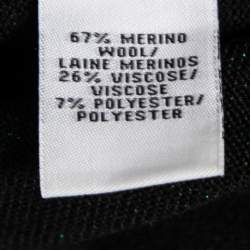 67% MERINO
WOOL/
LAINE MERINOS
26% VISCOSE/
VISCOSE
7% POLYESTER/
POLYESTER